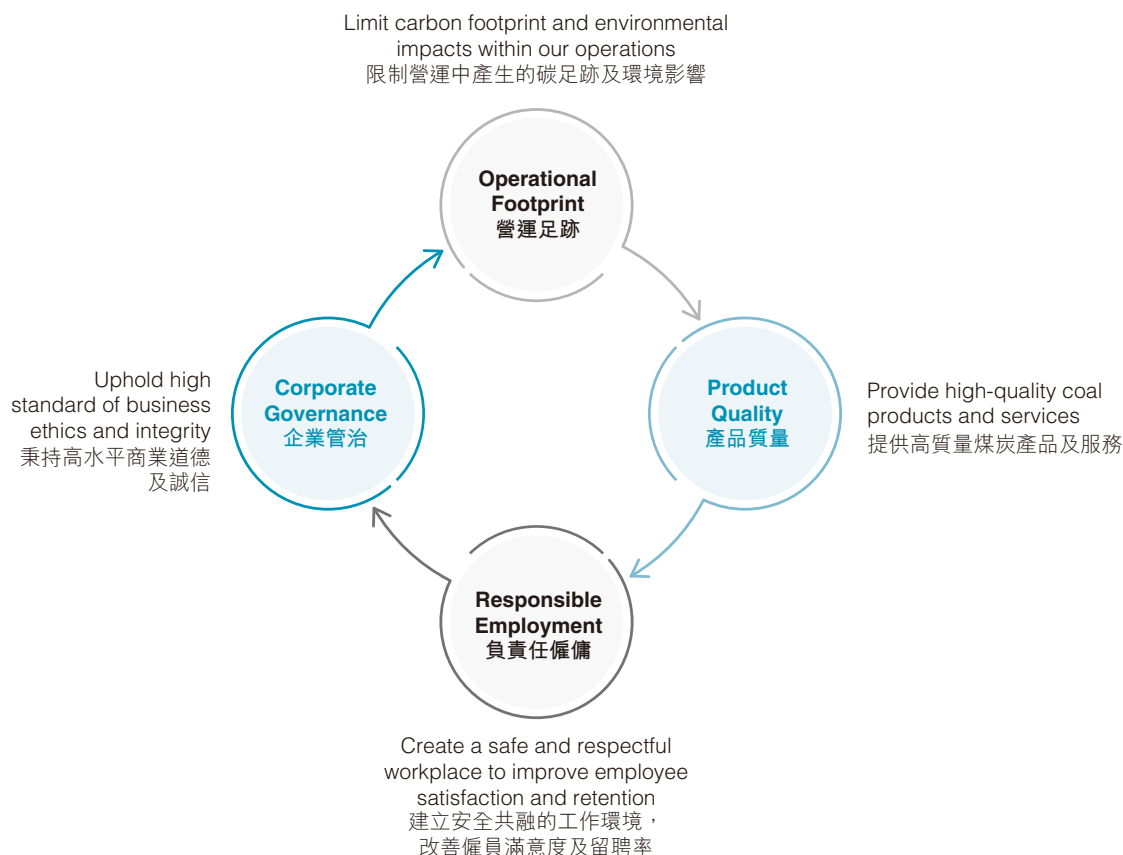 Limit carbon footprint and environmental
impacts within our operations
限制營運中產生的碳足跡及環境影響
Operational
Footprint
營運足跡
Corporate
Governance
企業管治
Uphold high
standard of business
ethics and integrity
秉持高水平商業道德
及誠信
Product
Quality
產品質量
Provide high-quality coal
products and services
提供高質量煤炭產品及服務
Responsible
Employment
負責任僱傭
Create a safe and respectful
workplace to improve employee
satisfaction and retention
建立安全共融的工作環境，
改善僱員滿意度及留聘率